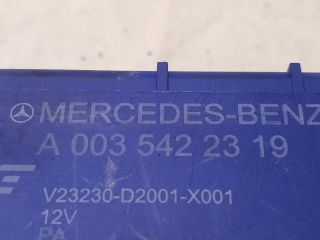 MERCEDES-BENZ
A 003 542 23 19
V23230-D2001-X001
12V
PA